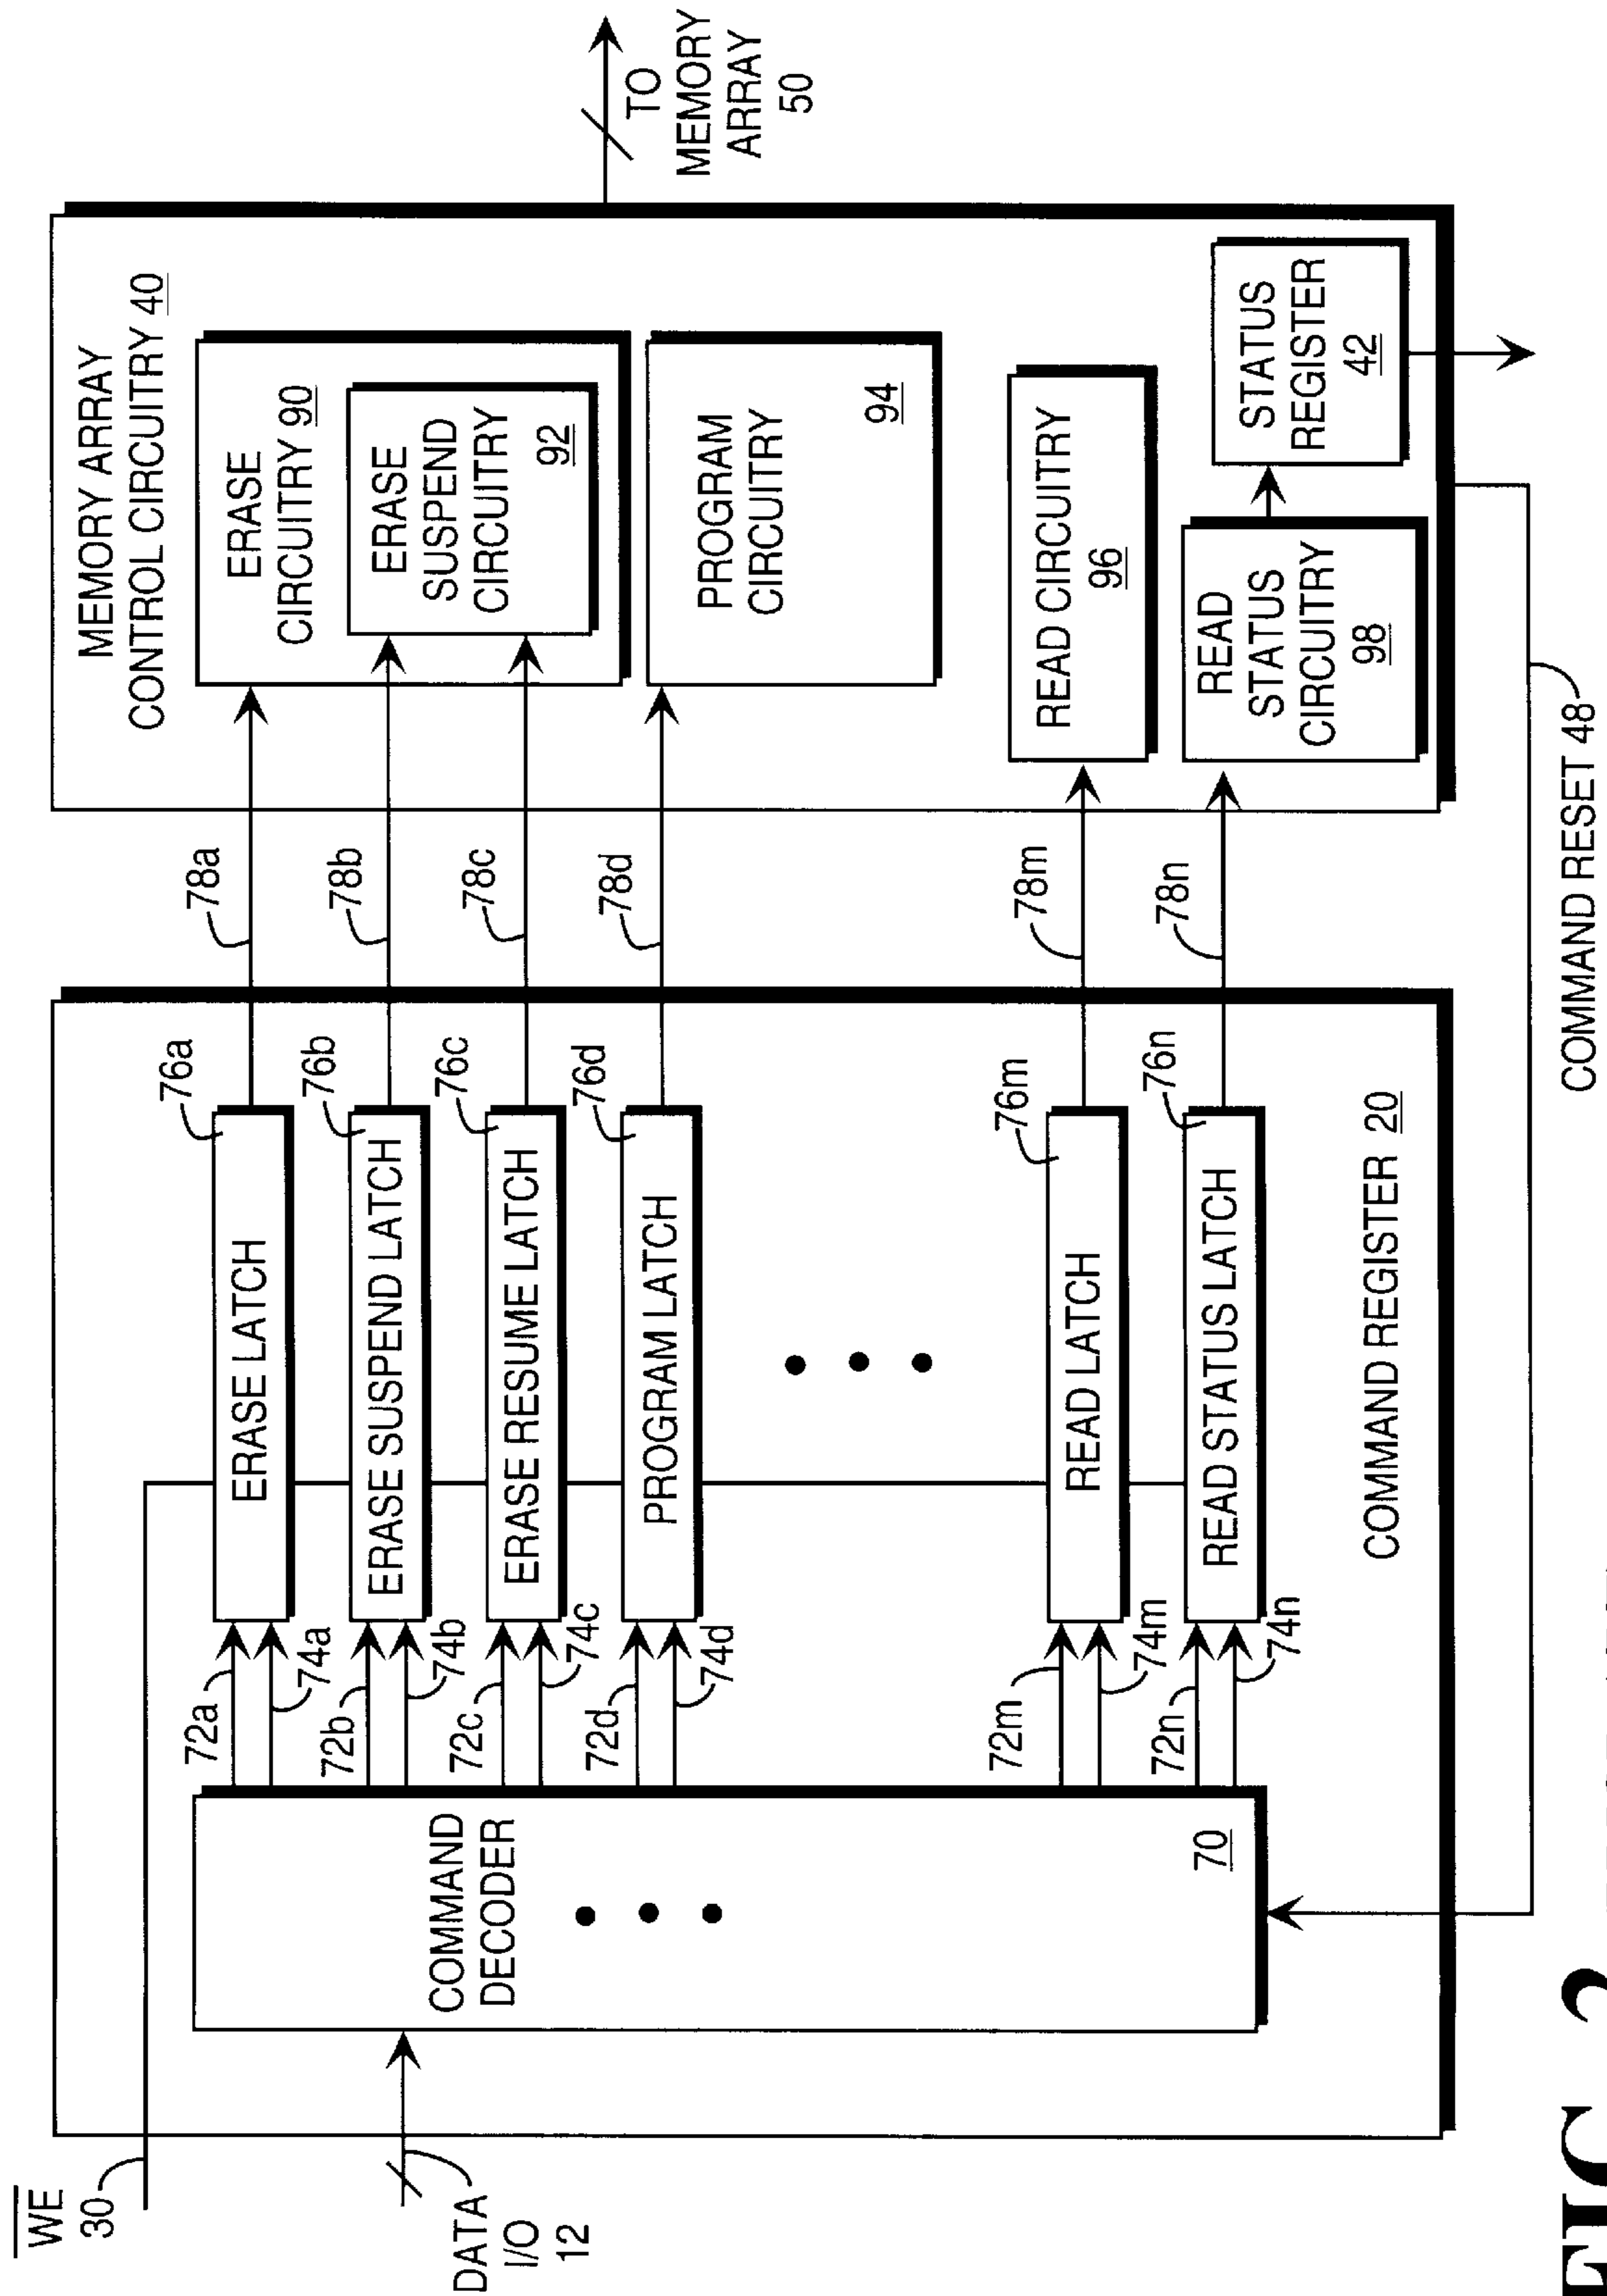 WE
30
DATA
I/O
12
COMMAND
DECODER
70
72a
74a
72b
74b
72c
74c
72d
74d
72m
74m
72n
74n
ERASE LATCH
76a
ERASE SUSPEND LATCH
76b
ERASE RESUME LATCH
76c
PROGRAM LATCH
76d
READ LATCH
76m
READ STATUS LATCH
76n
COMMAND REGISTER 20
78a
78b
78c
78d
78m
78n
MEMORY ARRAY
CONTROL CIRCUITRY 40
ERASE
CIRCUITRY 90
ERASE
SUSPEND
CIRCUITRY
92
PROGRAM
CIRCUITRY
94
READ CIRCUITRY
96
READ
STATUS
CIRCUITRY
98
STATUS
REGISTER
42
TO
MEMORY
ARRAY
50
COMMAND RESET 48